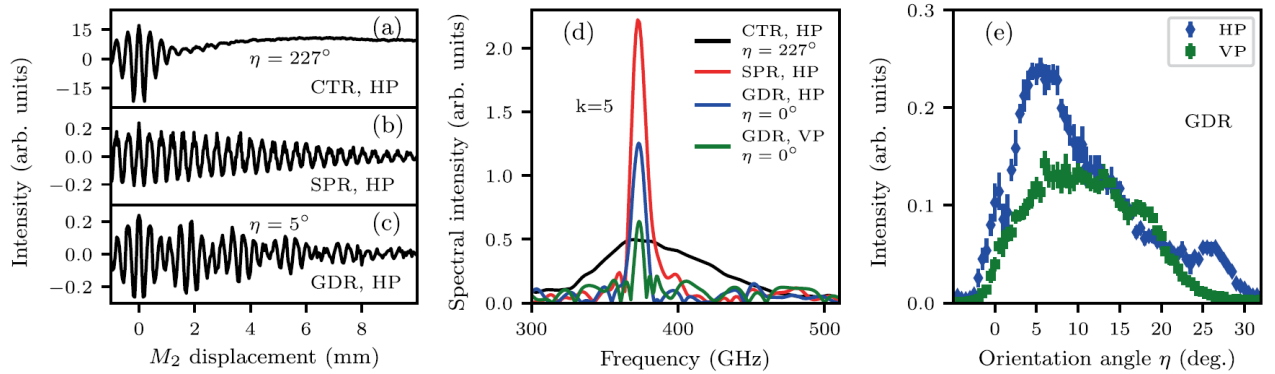 Intensity (arb. units)
15
0
−15
(a)
η = 227°
CTR, HP
0.2
0.0
−0.2
(b)
SPR, HP
0.2
0.0
−0.2
(c)
η = 5°
GDR, HP
0 2 4 6 8
M₂ displacement (mm)
Spectral intensity (arb. units)
2.0
1.5
1.0
0.5
0.0
(d)
k=5
CTR, HP
η = 227°
SPR, HP
GDR, HP
η = 0°
GDR, VP
η = 0°
300 400 500
Frequency (GHz)
Intensity (arb. units)
0.3
0.2
0.1
0.0
(e)
HP
VP
GDR
0 5 10 15 20 25 30
Orientation angle η (deg.)